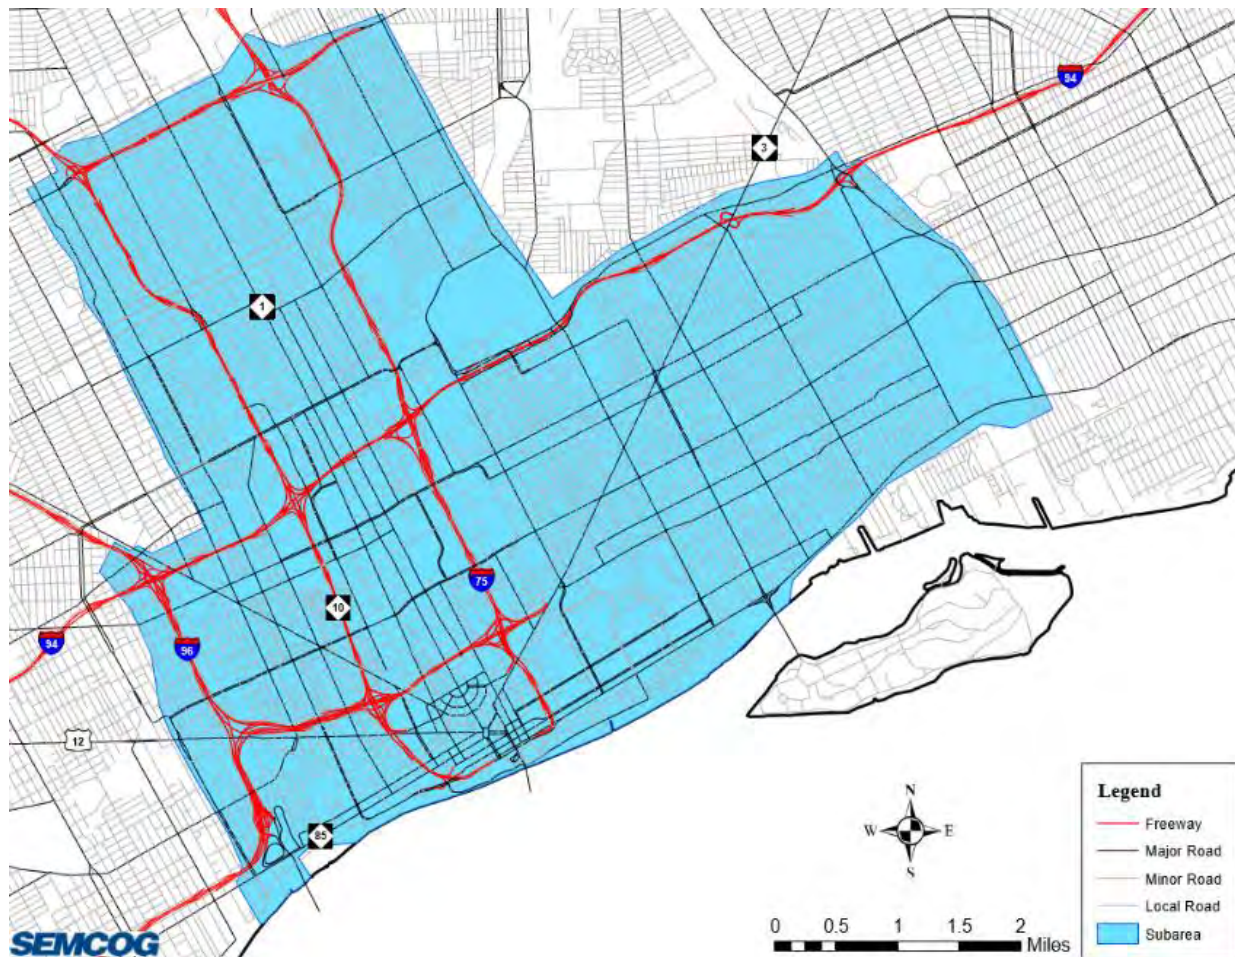 94
3
1
75
10
94
96
12
85
N
W E
S
Legend
Freeway
Major Road
Minor Road
Local Road
Subarea
0 0.5 1 1.5 2
Miles
SEMCOG